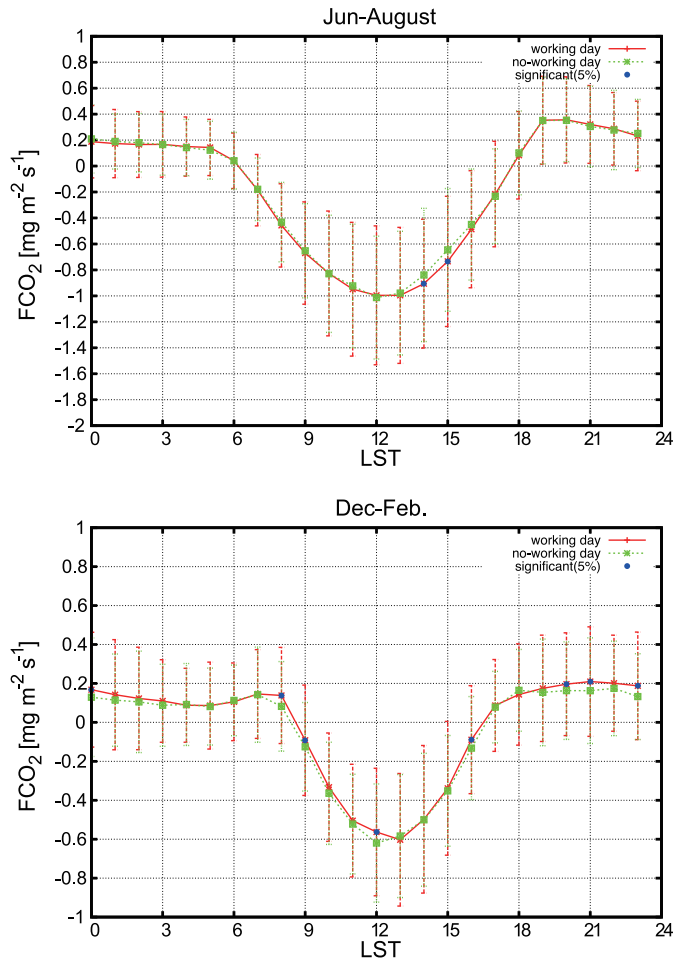 Jun-August
working day
no-working day
significant(5%)
1
0.8
0.6
0.4
0.2
0
-0.2
-0.4
-0.6
-0.8
-1
-1.2
-1.4
-1.6
-1.8
-2
FCO2 [mg m-2 s-1]
0 3 6 9 12 15 18 21 24
LST
Dec-Feb.
working day
no-working day
significant(5%)
1
0.8
0.6
0.4
0.2
0
-0.2
-0.4
-0.6
-0.8
-1
FCO2 [mg m-2 s-1]
0 3 6 9 12 15 18 21 24
LST